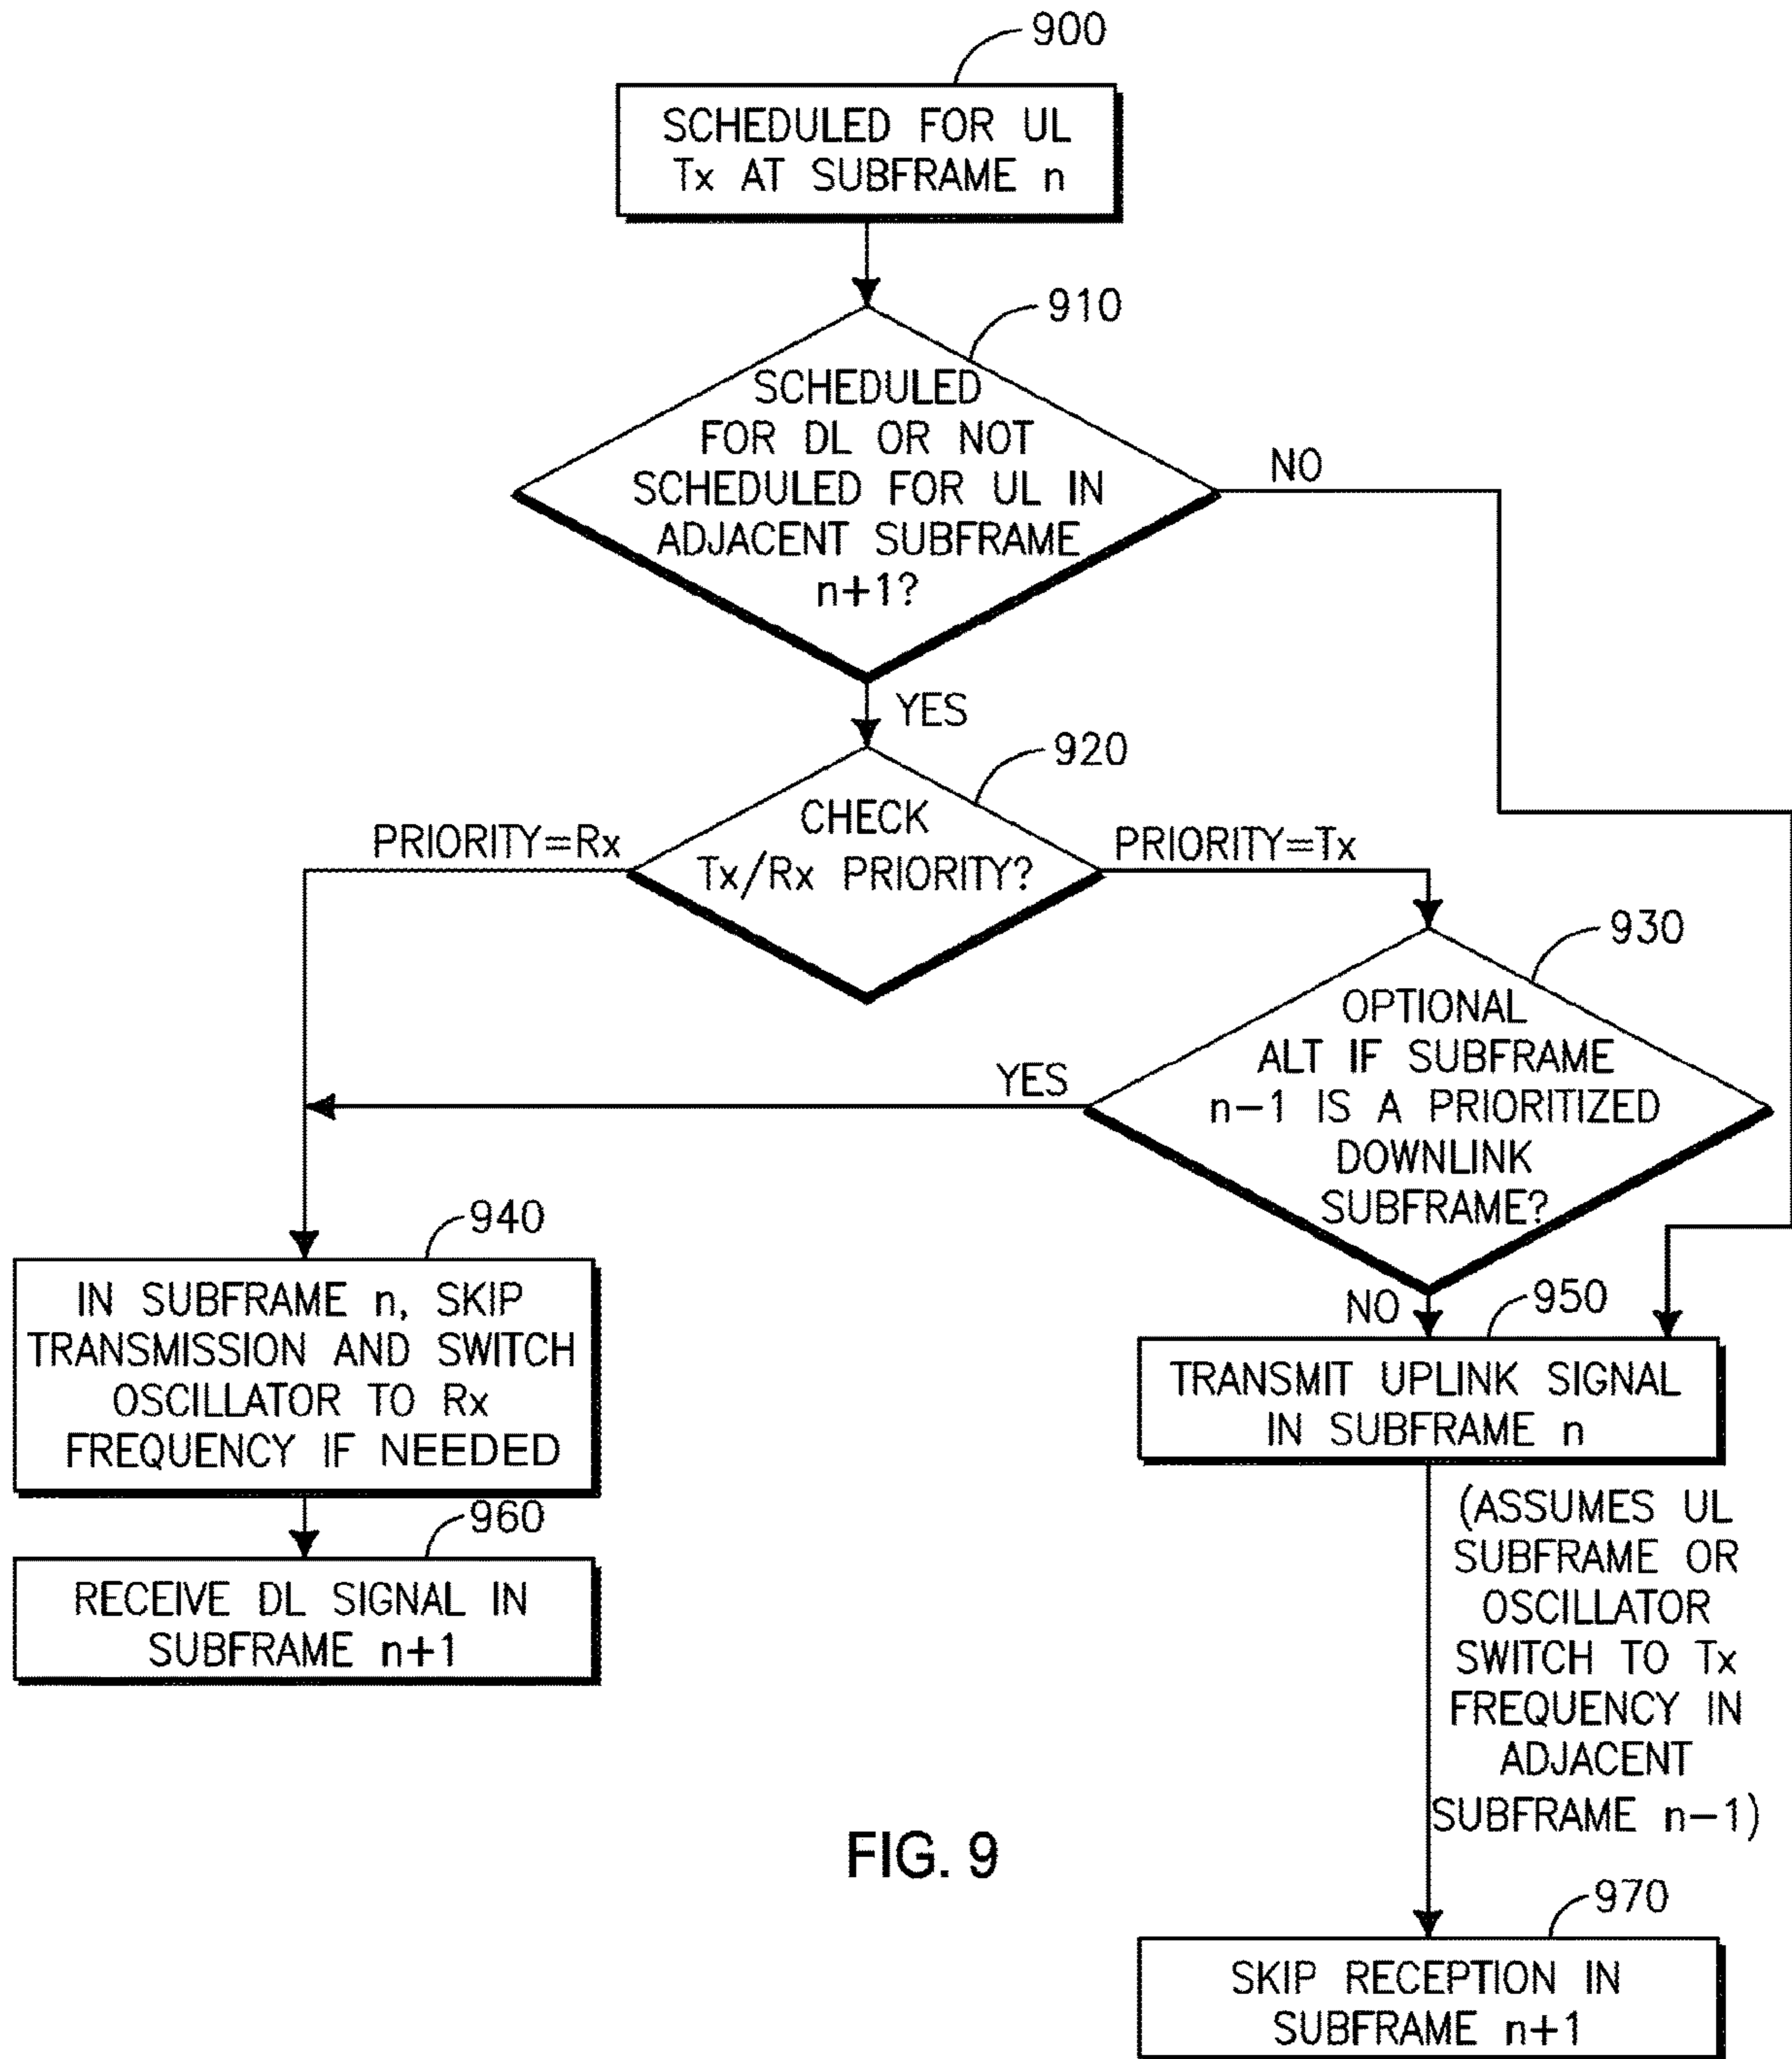 900
SCHEDULED FOR UL
Tx AT SUBFRAME n
910
SCHEDULED
FOR DL OR NOT
SCHEDULED FOR UL IN
ADJACENT SUBFRAME
n+1?
NO
YES
920
CHECK
Tx/Rx PRIORITY?
PRIORITY=Rx
PRIORITY=Tx
930
OPTIONAL
ALT IF SUBFRAME
n-1 IS A PRIORITIZED
DOWNLINK
SUBFRAME?
YES
NO
940
IN SUBFRAME n, SKIP
TRANSMISSION AND SWITCH
OSCILLATOR TO Rx
FREQUENCY IF NEEDED
950
TRANSMIT UPLINK SIGNAL
IN SUBFRAME n
960
RECEIVE DL SIGNAL IN
SUBFRAME n+1
(ASSUMES UL
SUBFRAME OR
OSCILLATOR
SWITCH TO Tx
FREQUENCY IN
ADJACENT
SUBFRAME n-1)
970
SKIP RECEPTION IN
SUBFRAME n+1
FIG. 9